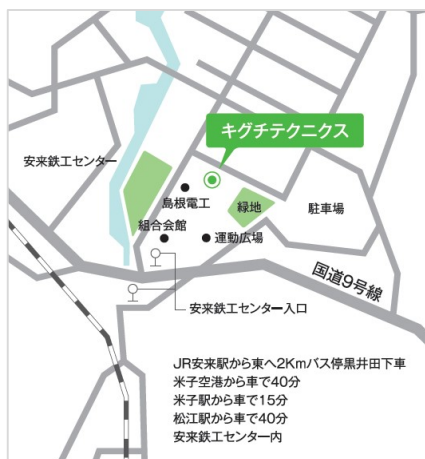 キグチテクニクス
安来鉄工センター
島根電工
緑地
駐車場
組合会館
運動広場
国道9号線
安来鉄工センター入口
JR安来駅から東へ2Kmバス停黒井田下車
米子空港から車で40分
米子駅から車で15分
松江駅から車で40分
安来鉄工センター内